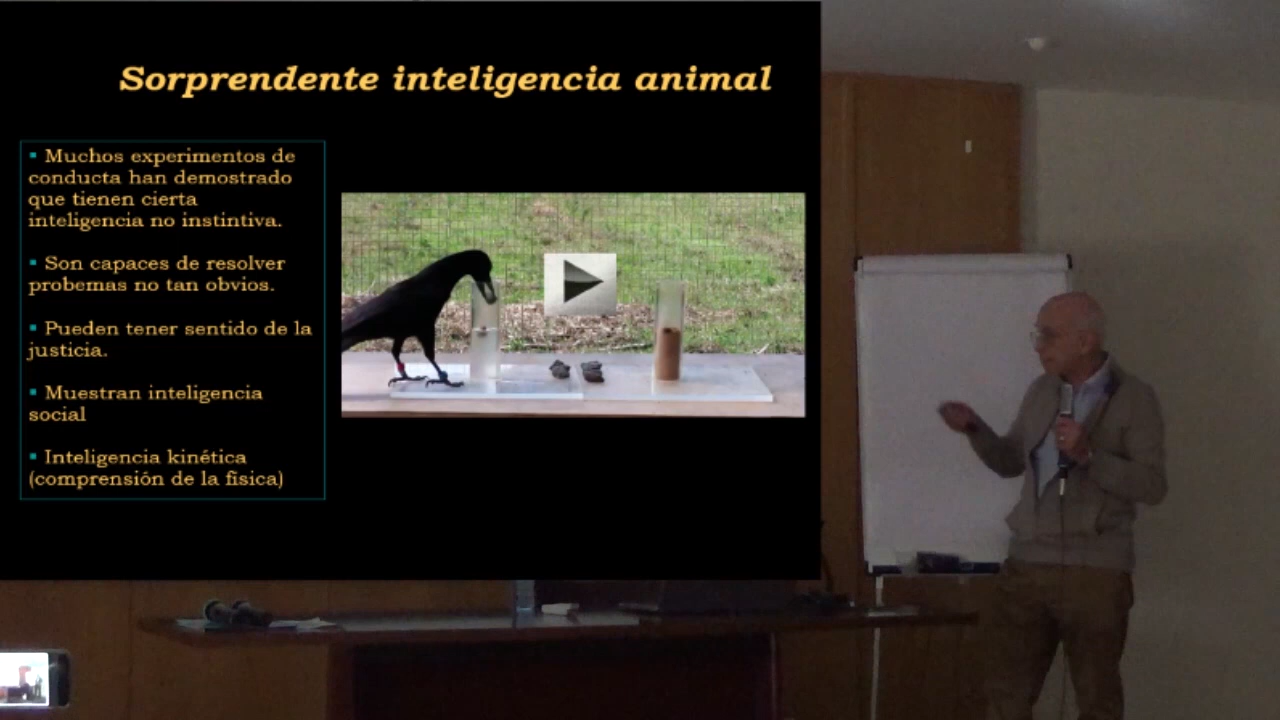 Sorprendente inteligencia animal
▪ Muchos experimentos de
conducta han demostrado
que tienen cierta
inteligencia no instintiva.
▪ Son capaces de resolver
probemas no tan obvios.
▪ Pueden tener sentido de la
justicia.
▪ Muestran inteligencia
social
▪ Inteligencia kinética
(comprensión de la física)